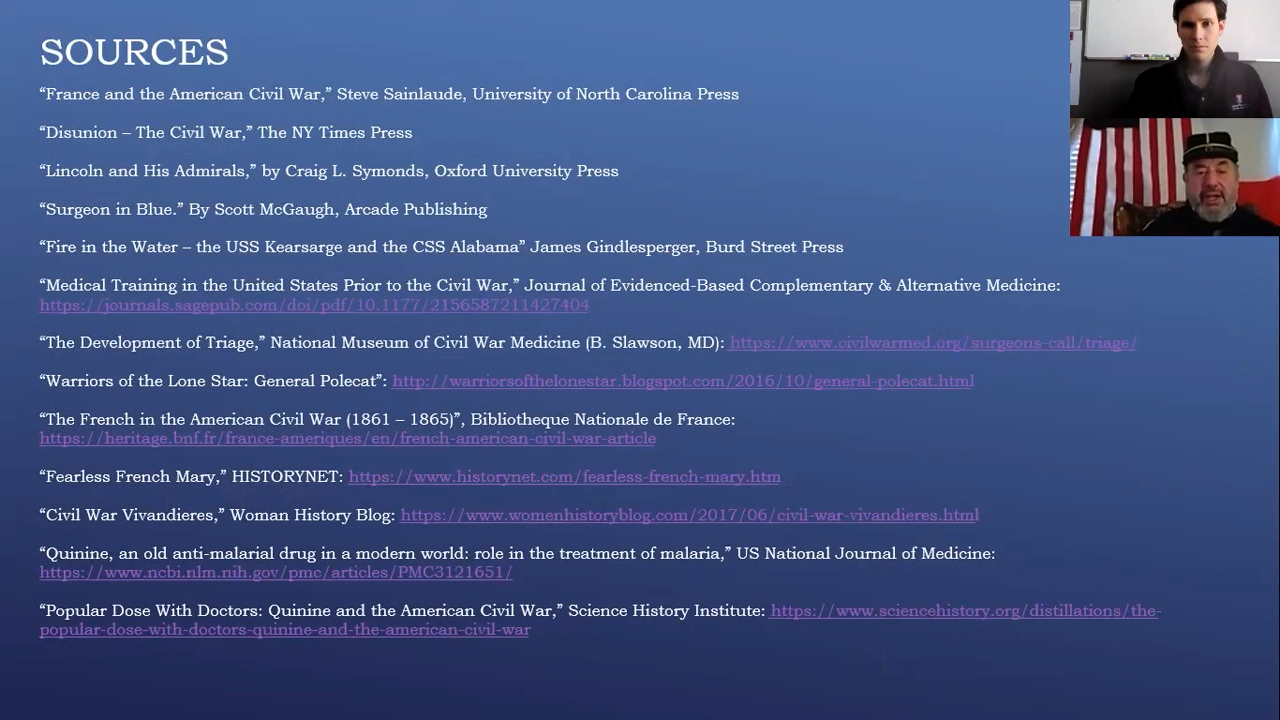 SOURCES
“France and the American Civil War,” Steve Sainlaude, University of North Carolina Press
“Disunion – The Civil War,” The NY Times Press
“Lincoln and His Admirals,” by Craig L. Symonds, Oxford University Press
“Surgeon in Blue.” By Scott McGaugh, Arcade Publishing
“Fire in the Water – the USS Kearsarge and the CSS Alabama” James Gindlesperger, Burd Street Press
“Medical Training in the United States Prior to the Civil War,” Journal of Evidenced-Based Complementary & Alternative Medicine:
https://journals.sagepub.com/doi/pdf/10.1177/2156587211427404
“The Development of Triage,” National Museum of Civil War Medicine (B. Slawson, MD): https://www.civilwarmed.org/surgeons-call/triage/
“Warriors of the Lone Star: General Polecat”: http://warriorsofthelonestar.blogspot.com/2016/10/general-polecat.html
“The French in the American Civil War (1861 – 1865)”, Bibliotheque Nationale de France:
https://heritage.bnf.fr/france-ameriques/en/french-american-civil-war-article
“Fearless French Mary,” HISTORYNET: https://www.historynet.com/fearless-french-mary.htm
“Civil War Vivandieres,” Woman History Blog: https://www.womenhistoryblog.com/2017/06/civil-war-vivandieres.html
“Quinine, an old anti-malarial drug in a modern world: role in the treatment of malaria,” US National Journal of Medicine:
https://www.ncbi.nlm.nih.gov/pmc/articles/PMC3121651/
“Popular Dose With Doctors: Quinine and the American Civil War,” Science History Institute: https://www.sciencehistory.org/distillations/the-
popular-dose-with-doctors-quinine-and-the-american-civil-war